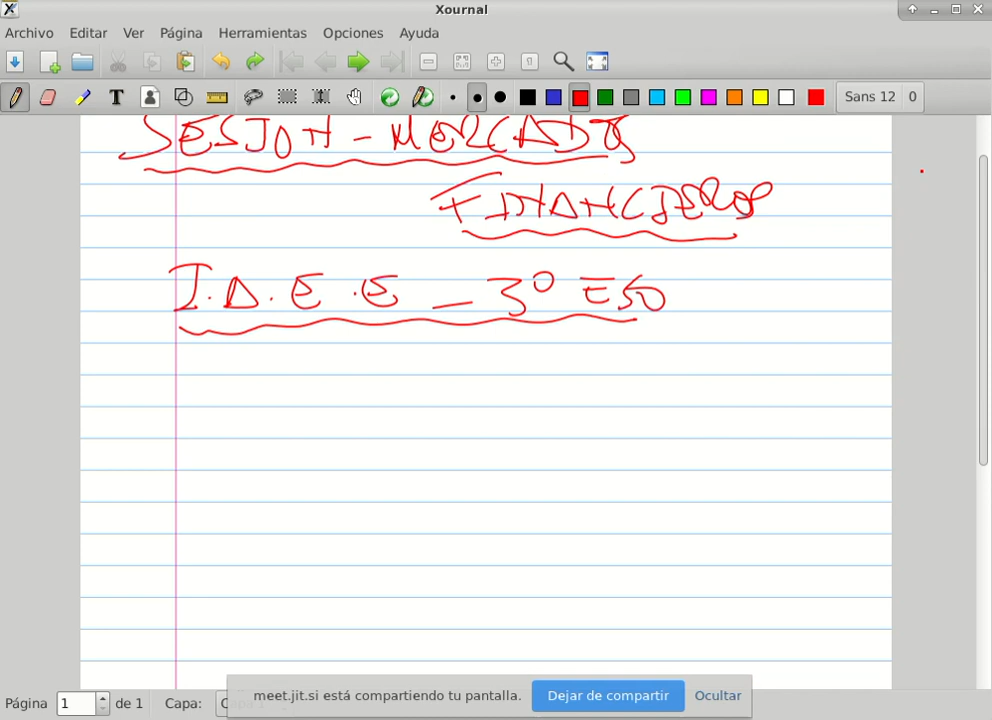 Xournal
Archivo Editar Ver Página Herramientas Opciones Ayuda
Sans 12 0
SESION - MERCADOS
FINANCIEROS
I.A.E.E - 3º ESO
Página 1 de 1 Capa:
meet.jit.si está compartiendo tu pantalla. Dejar de compartir Ocultar